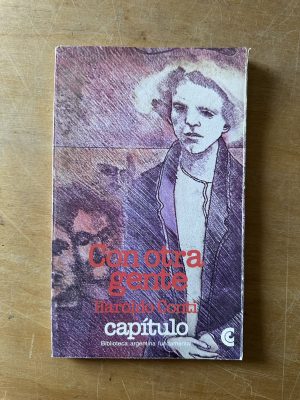 Con otra
gente
Haroldo Conti
capítulo
Biblioteca argentina fundamental